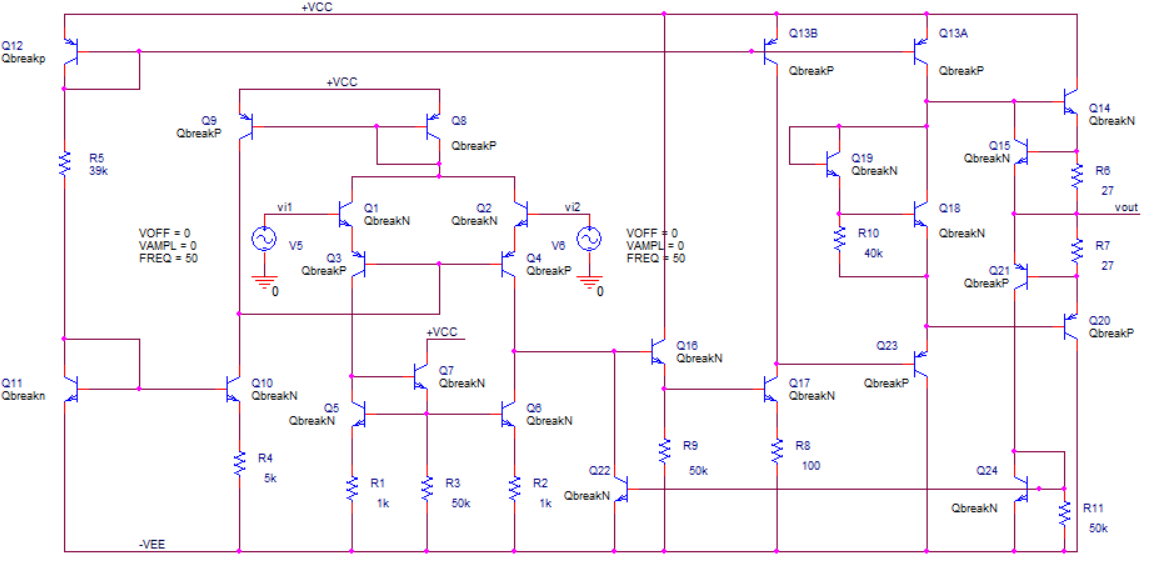 +VCC
Q12
Qbreakp
Q13B
QbreakP
Q13A
QbreakP
+VCC
Q9
QbreakP
Q8
QbreakP
Q14
QbreakN
Q15
QbreakN
R5
39k
Q19
QbreakN
R6
27
vi1
Q1
QbreakN
Q2
QbreakN
vi2
Q18
QbreakN
vout
VOFF = 0
VAMPL = 0
FREQ = 50
V5
Q3
QbreakP
Q4
QbreakP
V6
VOFF = 0
VAMPL = 0
FREQ = 50
R10
40k
R7
27
Q21
QbreakP
0
0
Q20
QbreakP
+VCC
Q16
QbreakN
Q23
QbreakP
Q11
Qbreakn
Q10
QbreakN
Q7
QbreakN
Q17
QbreakN
Q5
QbreakN
Q6
QbreakN
R4
5k
R9
50k
R8
100
R1
1k
R3
50k
R2
1k
Q22
QbreakN
Q24
QbreakN
R11
50k
-VEE